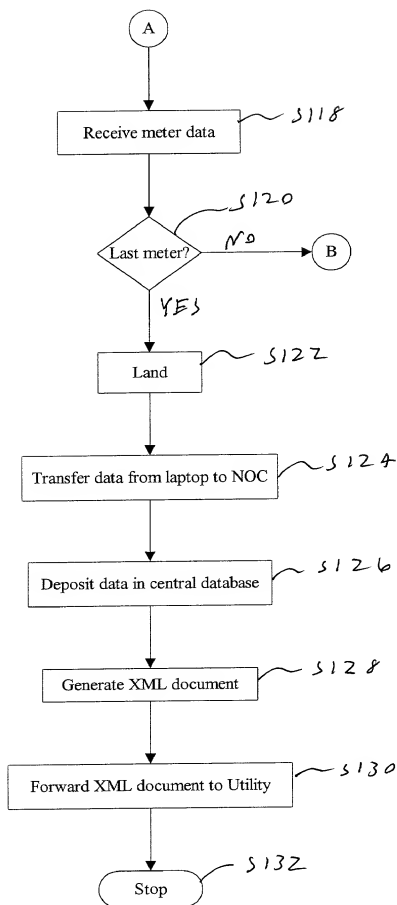 A
Receive meter data
S118
S120
Last meter?
NO
B
YES
Land
S122
Transfer data from laptop to NOC
S124
Deposit data in central database
S126
Generate XML document
S128
Forward XML document to Utility
S130
Stop
S132